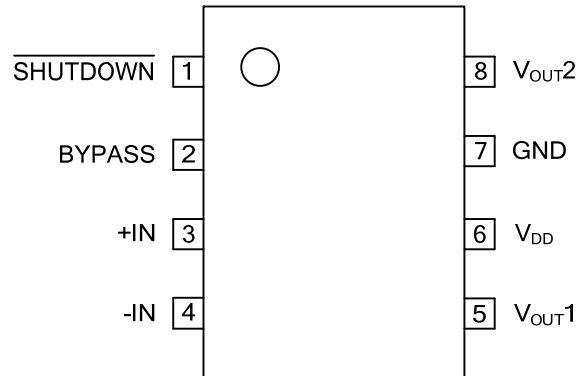 SHUTDOWN 1 8 VOUT2
BYPASS 2 7 GND
+IN 3 6 VDD
-IN 4 5 VOUT1